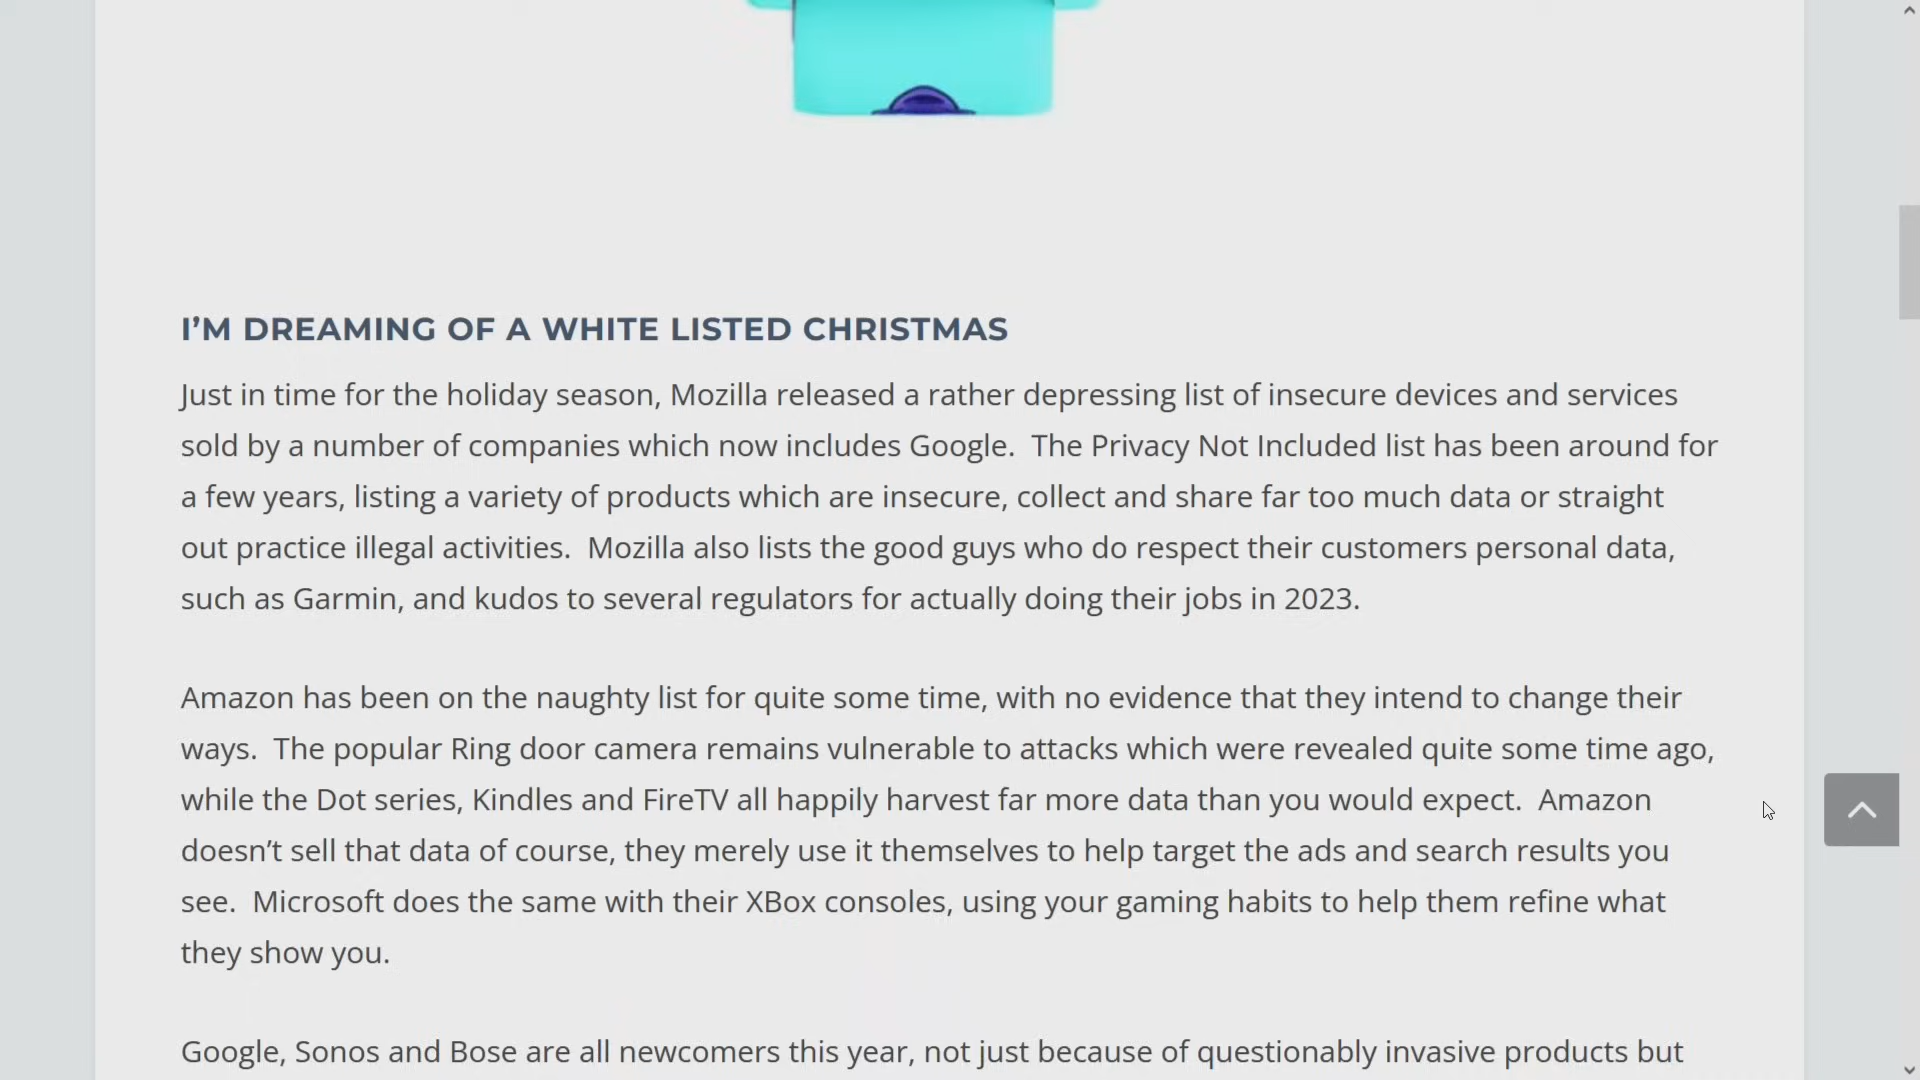 I’M DREAMING OF A WHITE LISTED CHRISTMAS
Just in time for the holiday season, Mozilla released a rather depressing list of insecure devices and services
sold by a number of companies which now includes Google.  The Privacy Not Included list has been around for
a few years, listing a variety of products which are insecure, collect and share far too much data or straight
out practice illegal activities.  Mozilla also lists the good guys who do respect their customers personal data,
such as Garmin, and kudos to several regulators for actually doing their jobs in 2023.
Amazon has been on the naughty list for quite some time, with no evidence that they intend to change their
ways.  The popular Ring door camera remains vulnerable to attacks which were revealed quite some time ago,
while the Dot series, Kindles and FireTV all happily harvest far more data than you would expect.  Amazon
doesn’t sell that data of course, they merely use it themselves to help target the ads and search results you
see.  Microsoft does the same with their XBox consoles, using your gaming habits to help them refine what
they show you.
Google, Sonos and Bose are all newcomers this year, not just because of questionably invasive products but